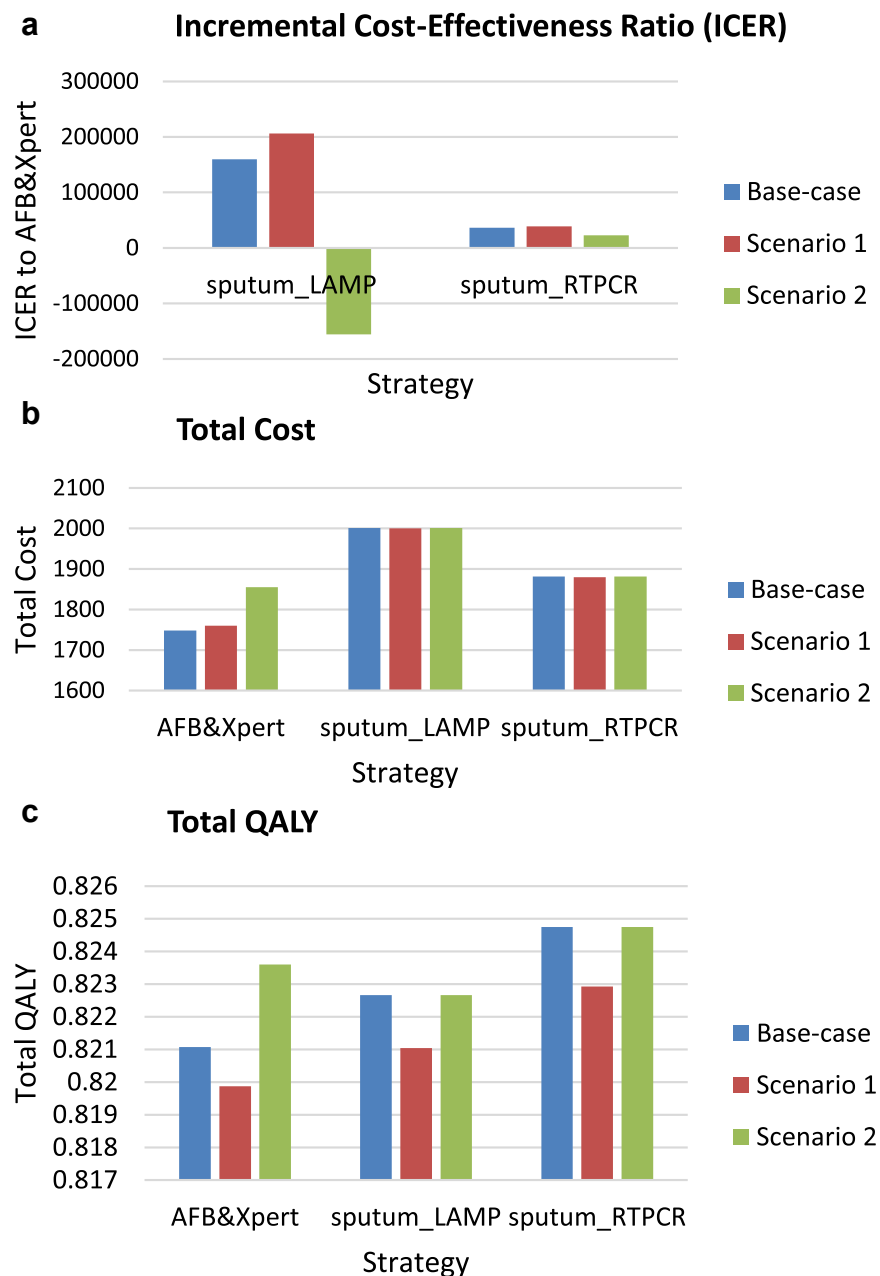 a
Incremental Cost-Effectiveness Ratio (ICER)
ICER to AFB&Xpert
300000
200000
100000
0
-100000
-200000
sputum_LAMP
sputum_RTPCR
Strategy
Base-case
Scenario 1
Scenario 2
b
Total Cost
Total Cost
2100
2000
1900
1800
1700
1600
AFB&Xpert
sputum_LAMP
sputum_RTPCR
Strategy
Base-case
Scenario 1
Scenario 2
c
Total QALY
Total QALY
0.826
0.825
0.824
0.823
0.822
0.821
0.82
0.819
0.818
0.817
AFB&Xpert
sputum_LAMP
sputum_RTPCR
Strategy
Base-case
Scenario 1
Scenario 2